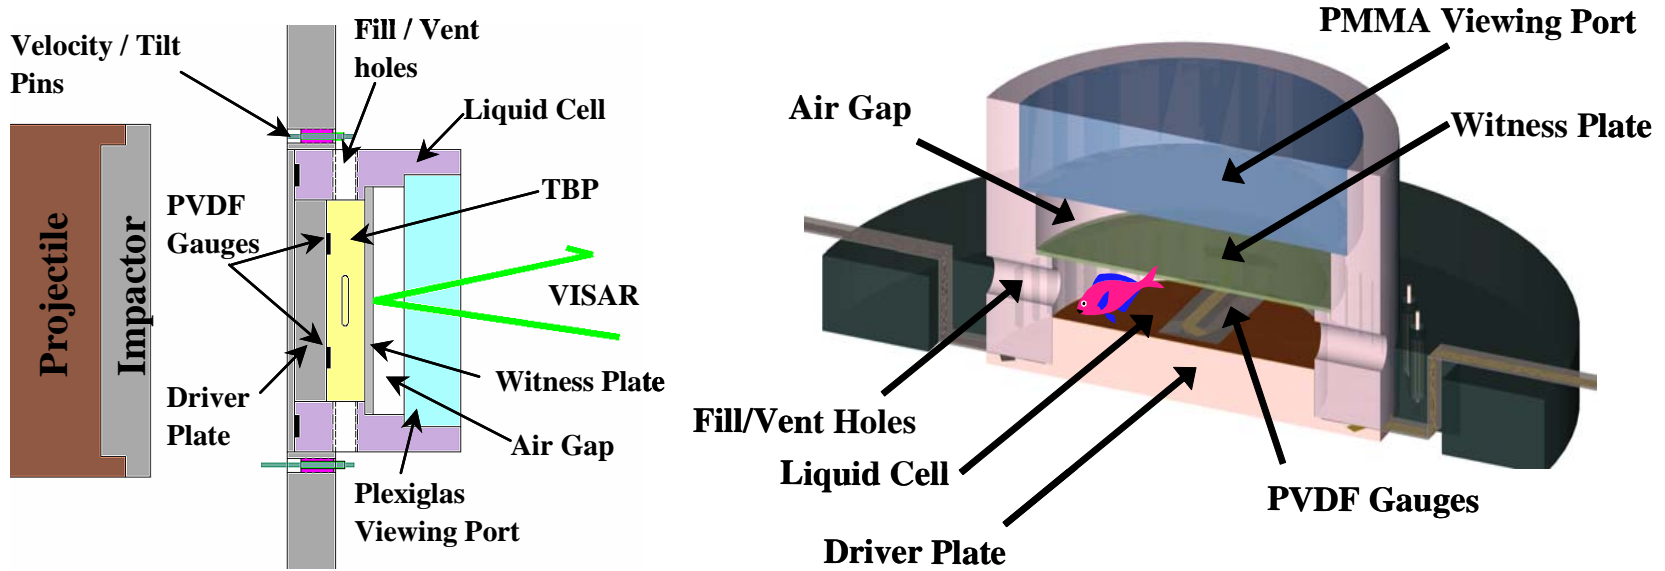 Velocity / Tilt
Pins
Fill / Vent
holes
Liquid Cell
TBP
PVDF
Gauges
Projectile
Impactor
VISAR
Driver
Plate
Witness Plate
Air Gap
Plexiglas
Viewing Port
PMMA Viewing Port
Air Gap
Witness Plate
Fill/Vent Holes
Liquid Cell
PVDF Gauges
Driver Plate